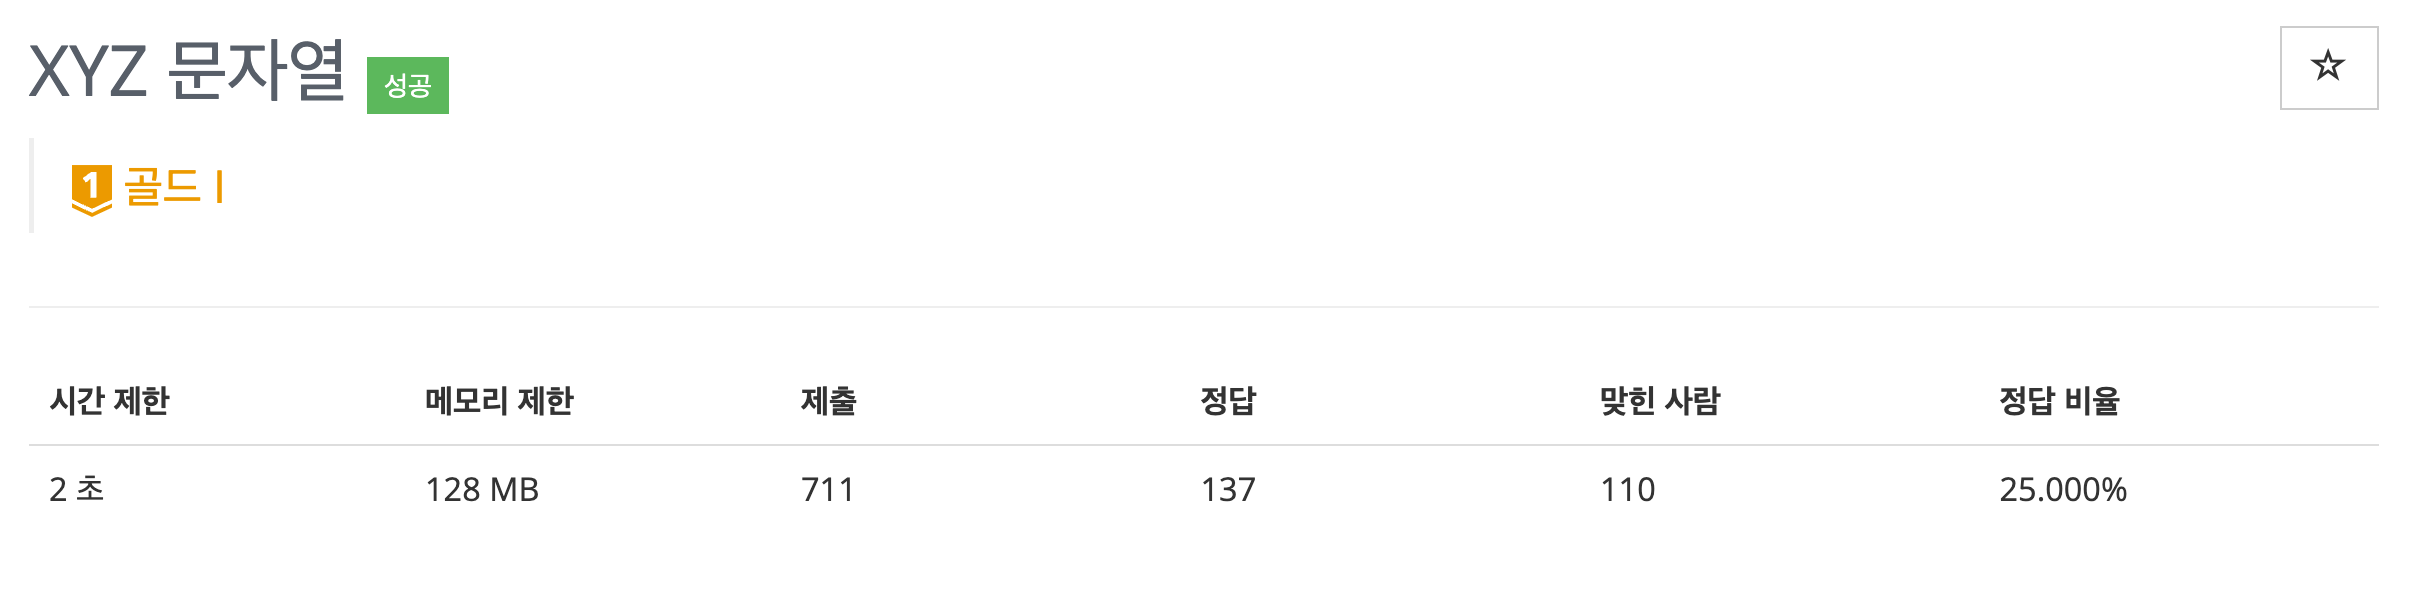 XYZ 문자열 성공
1 골드 I
시간 제한 메모리 제한 제출 정답 맞힌 사람 정답 비율
2 초 128 MB 711 137 110 25.000%